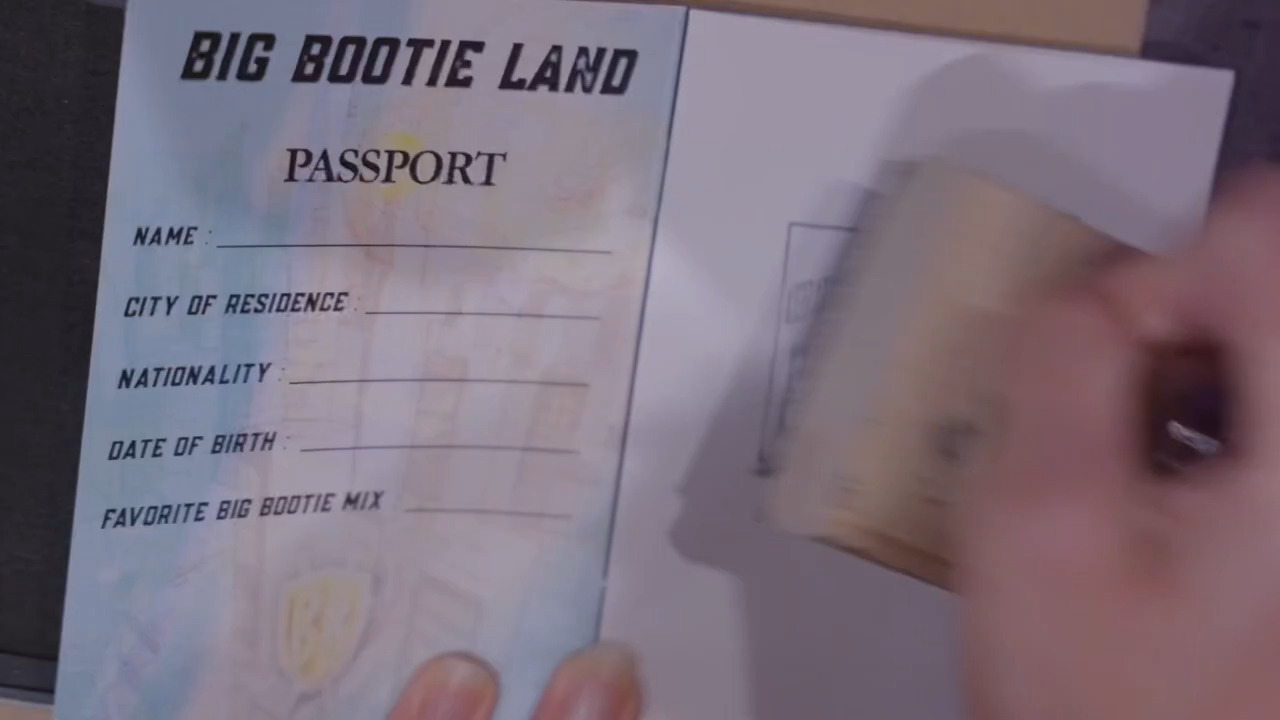 BIG BOOTIE LAND
PASSPORT
NAME :
CITY OF RESIDENCE :
NATIONALITY :
DATE OF BIRTH :
FAVORITE BIG BOOTIE MIX